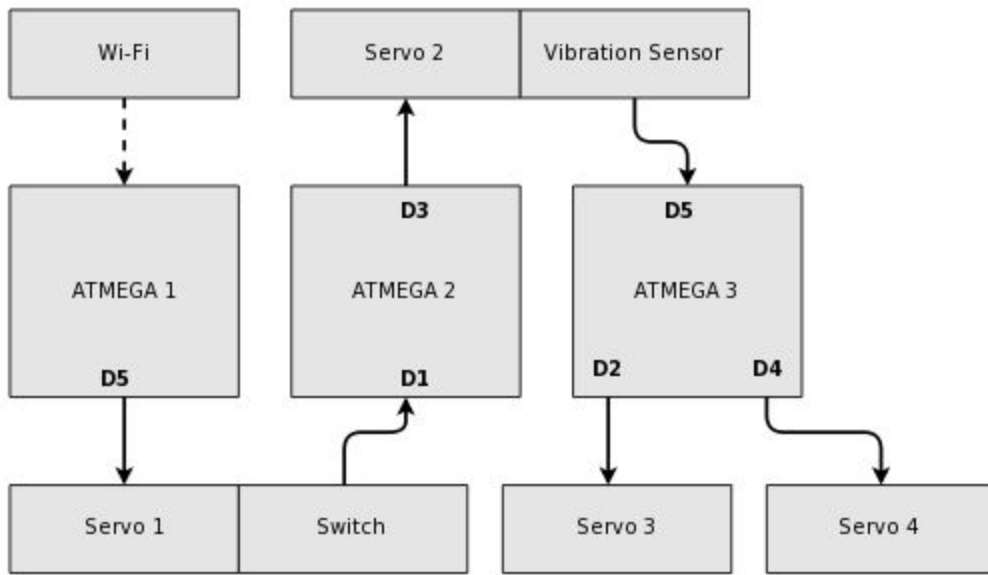 Wi-Fi
Servo 2
Vibration Sensor
D3
D5
ATMEGA 1
ATMEGA 2
ATMEGA 3
D5
D1
D2
D4
Servo 1
Switch
Servo 3
Servo 4